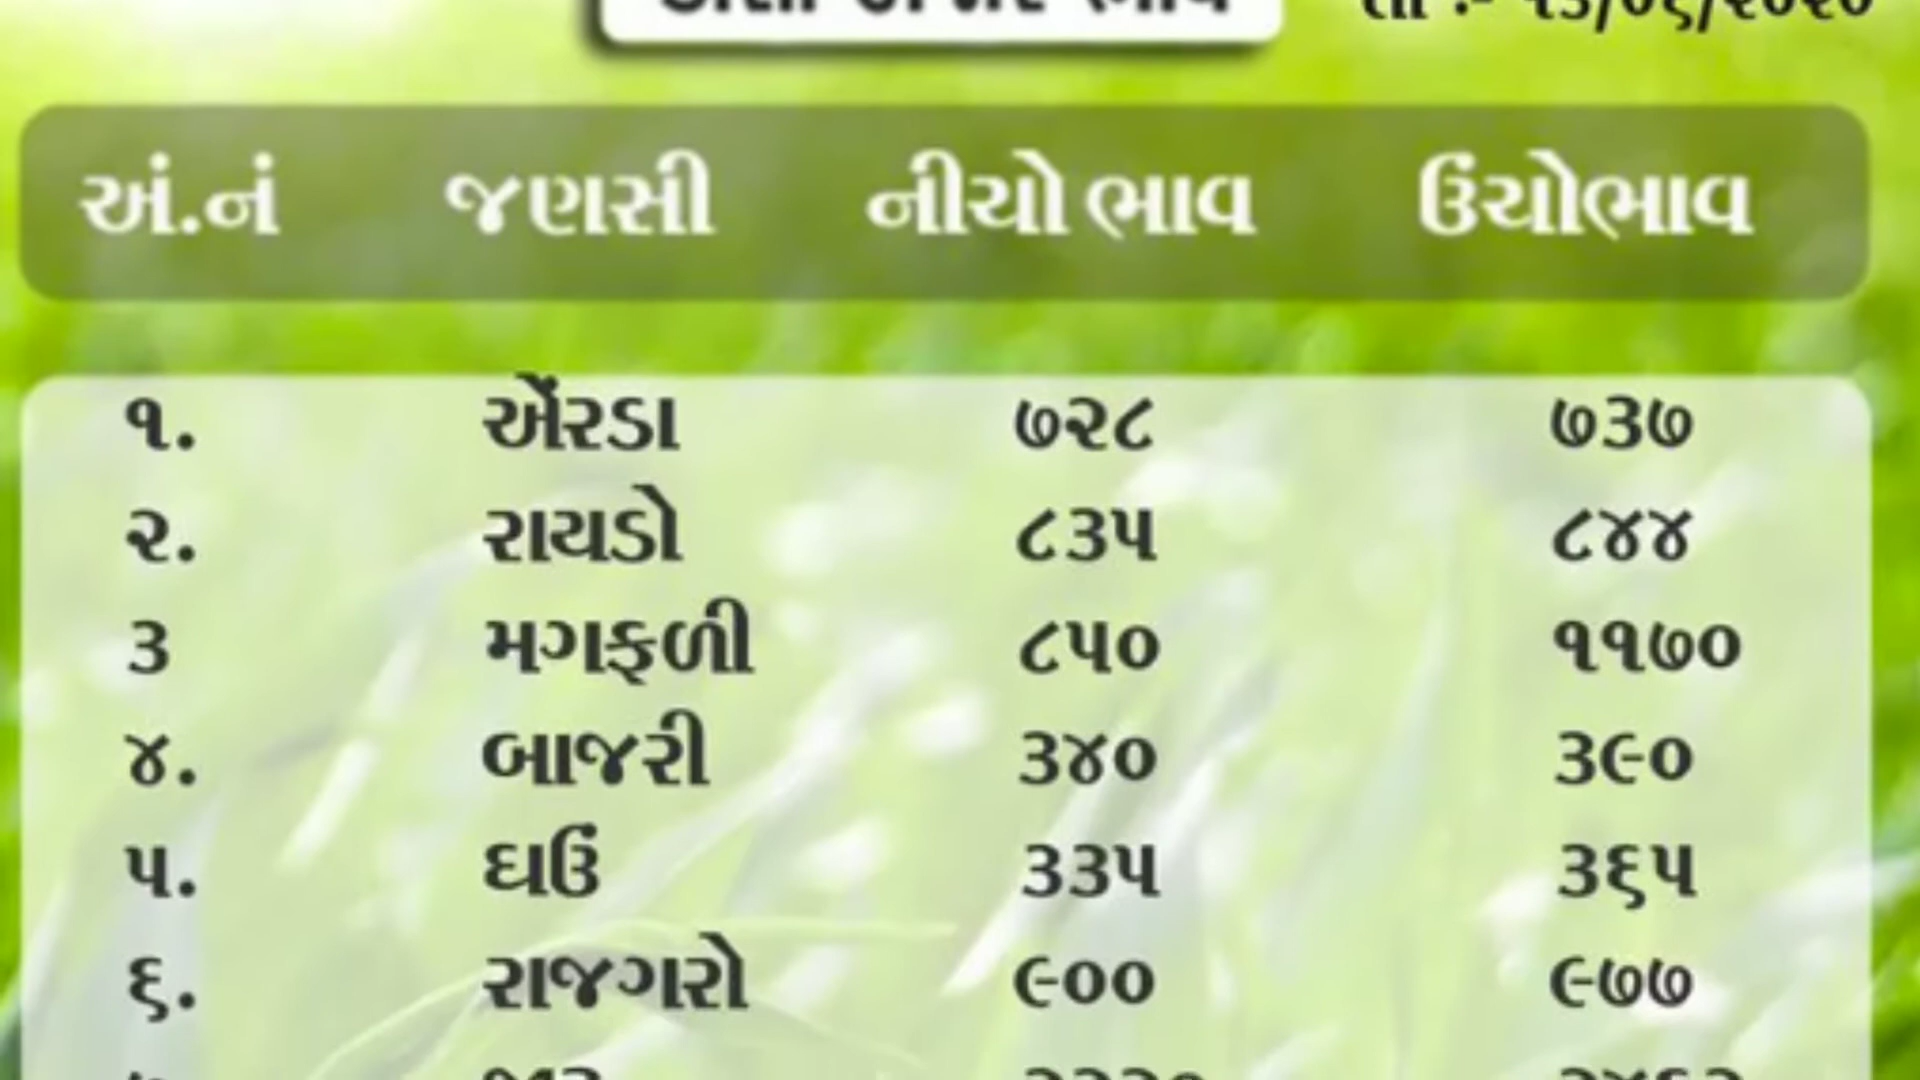 અં.નં જણસી નીચો ભાવ ઉંચોભાવ
૧. એંરડા ૭૨૮ ૭૩૭
૨. રાયડો ૮૩૫ ૮૪૪
૩ મગફળી ૮૫૦ ૧૧૭૦
૪. બાજરી ૩૪૦ ૩૯૦
૫. ઘઉં ૩૩૫ ૩૬૫
૬. રાજગરો ૯૦૦ ૯૭૭